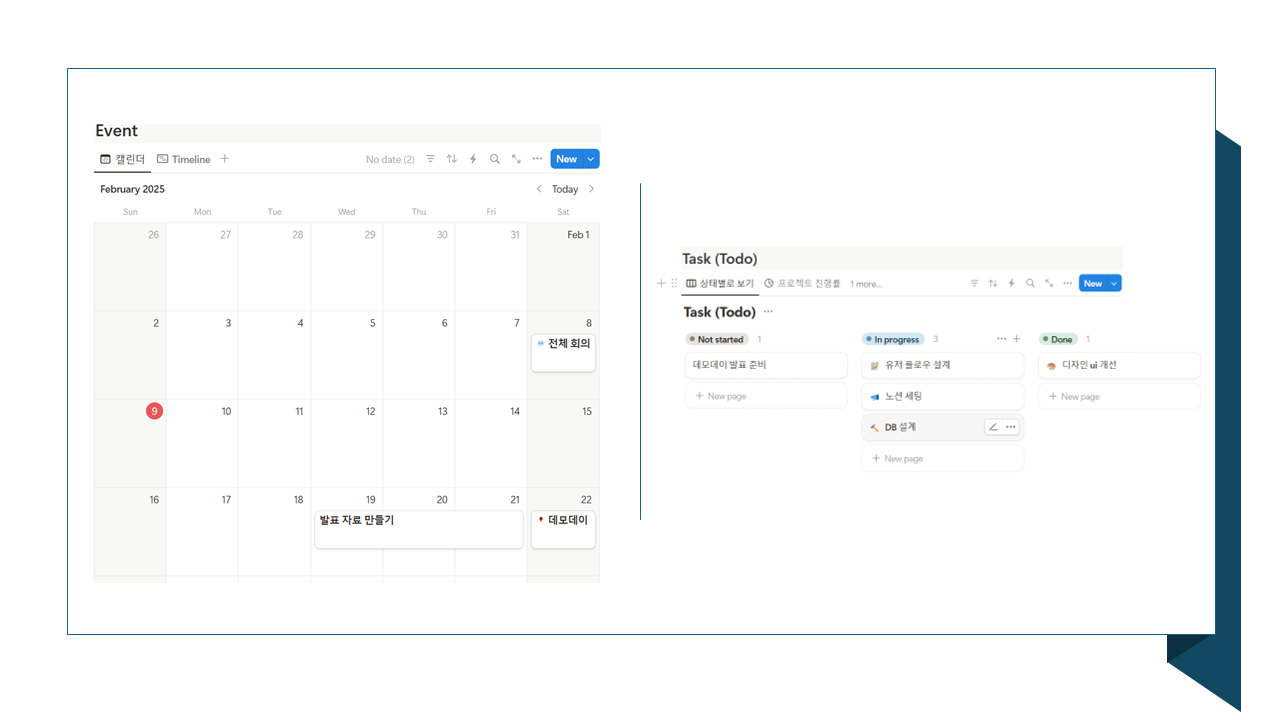 Event
캘린더 Timeline
No date (2) New
February 2025 Today
Sun Mon Tue Wed Thu Fri Sat
26 27 28 29 30 31 Feb 1
2 3 4 5 6 7 8
전체 회의
9 10 11 12 13 14 15
16 17 18 19 20 21 22
발표 자료 만들기 데모데이
Task (Todo)
상태별로 보기 프로젝트 진행률 1 more... New
Task (Todo)
Not started 1 In progress 3 Done 1
데모데이 발표 준비 유저 플로우 설계 디자인 ui 개선
New page 노션 세팅 New page
DB 설계
New page